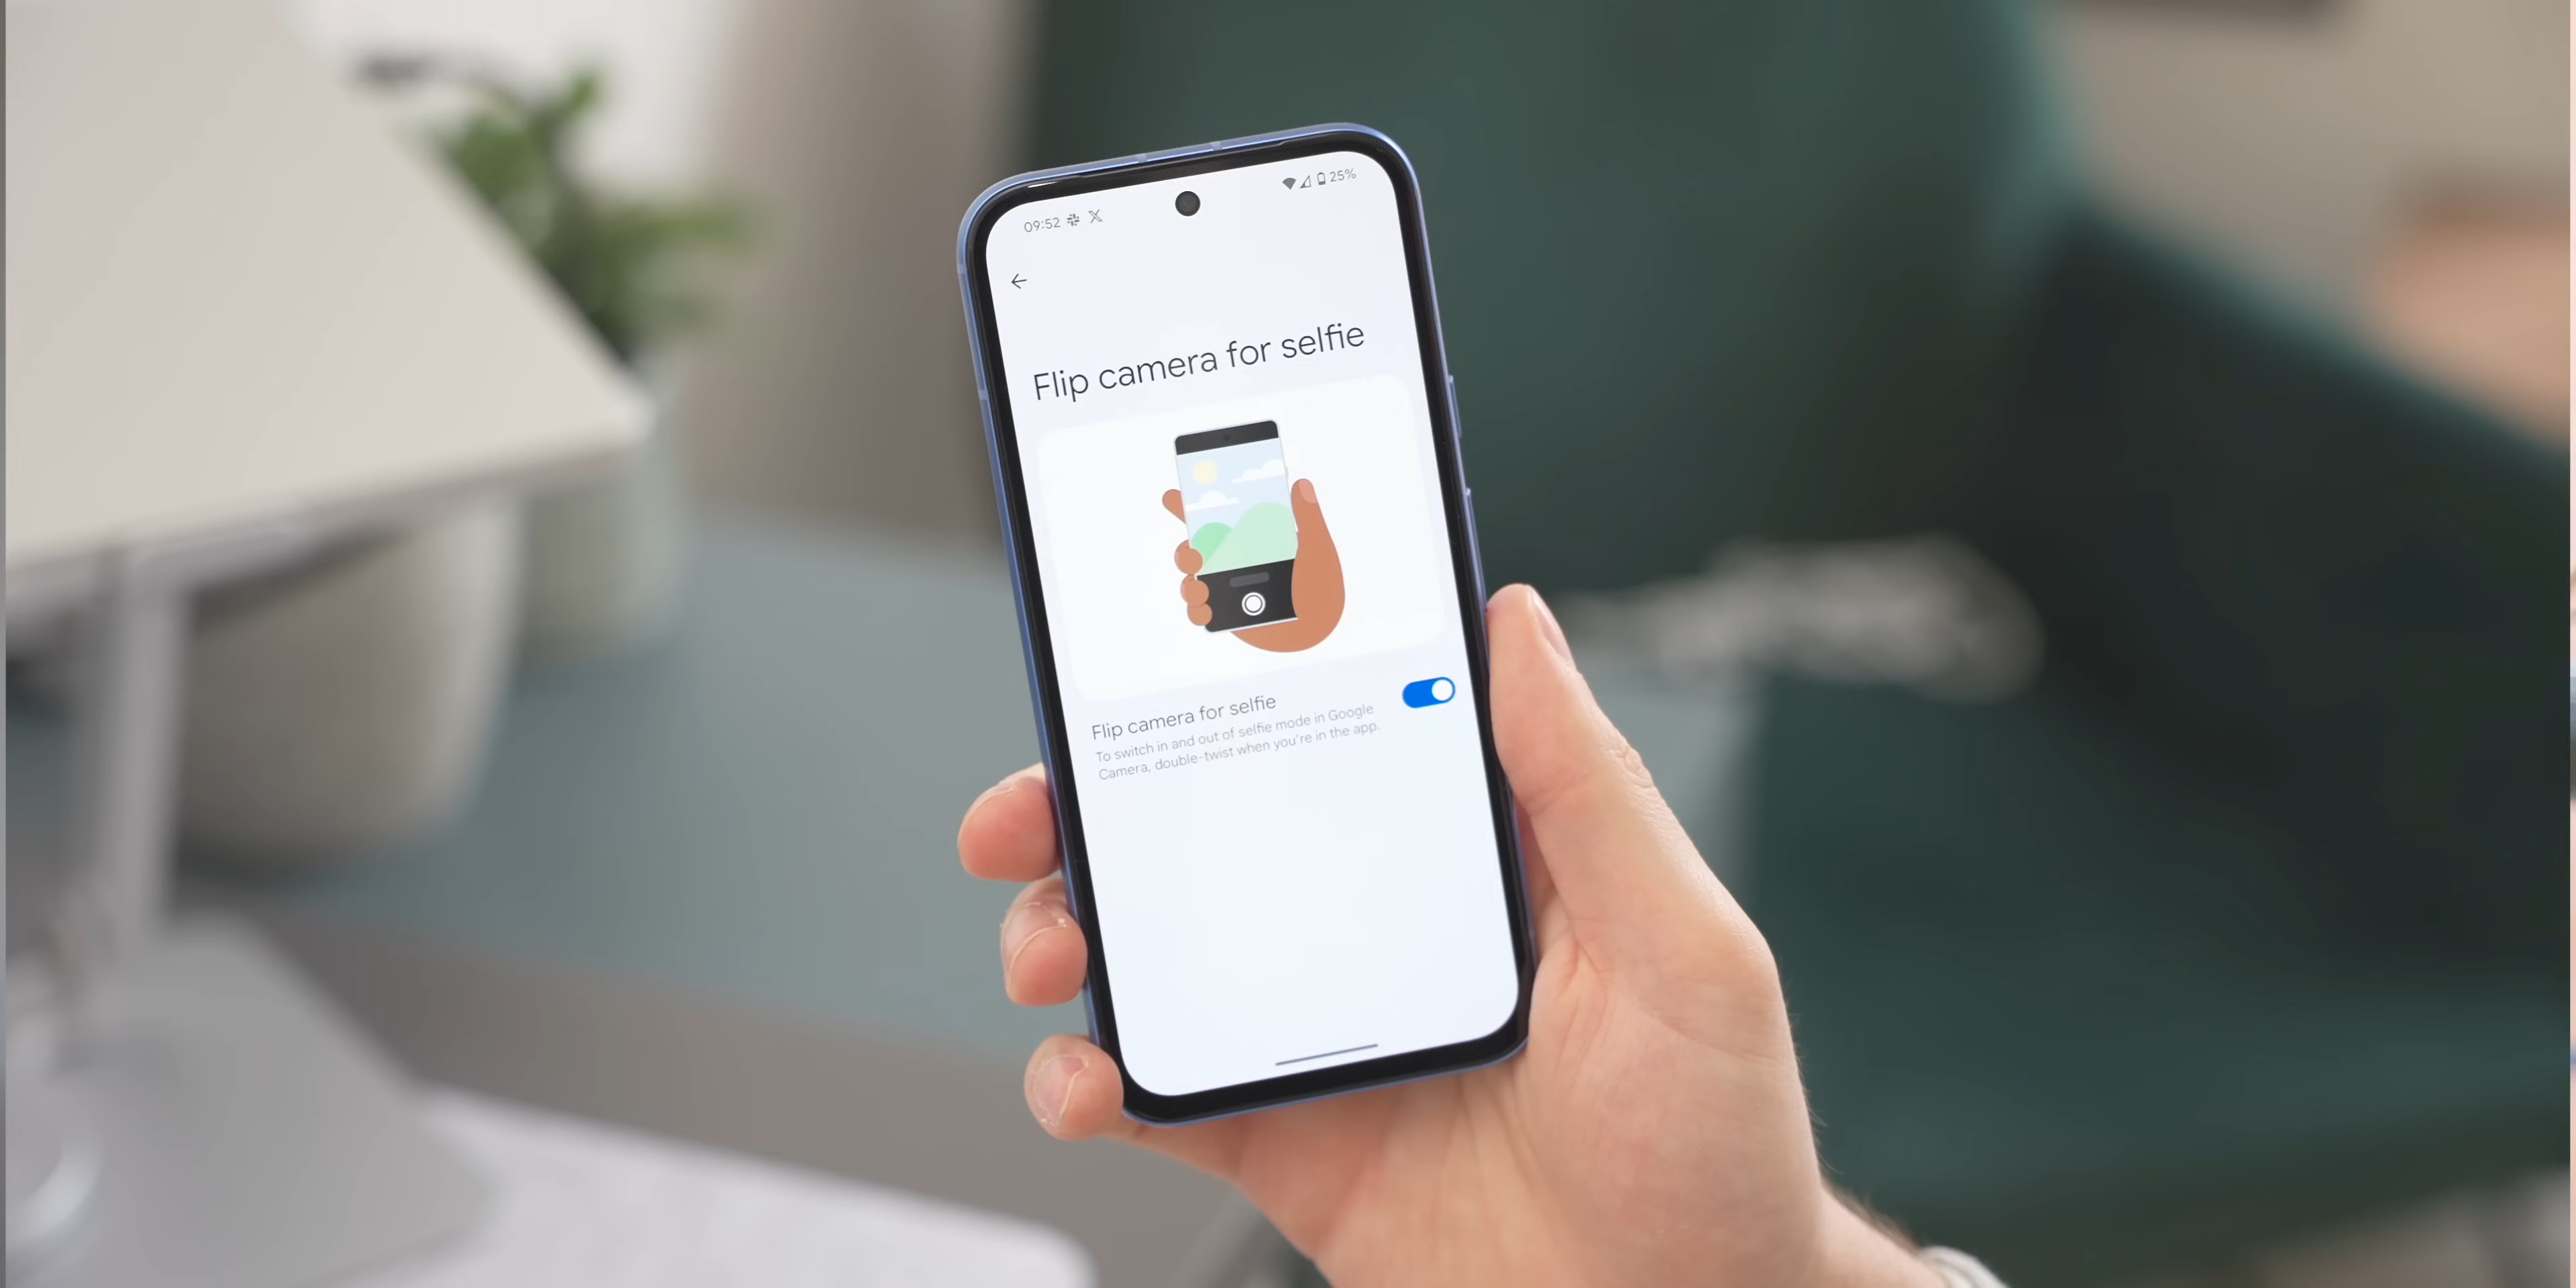 09:52 25%
Flip camera for selfie
Flip camera for selfie
To switch in and out of selfie mode in Google
Camera, double-twist when you're in the app.